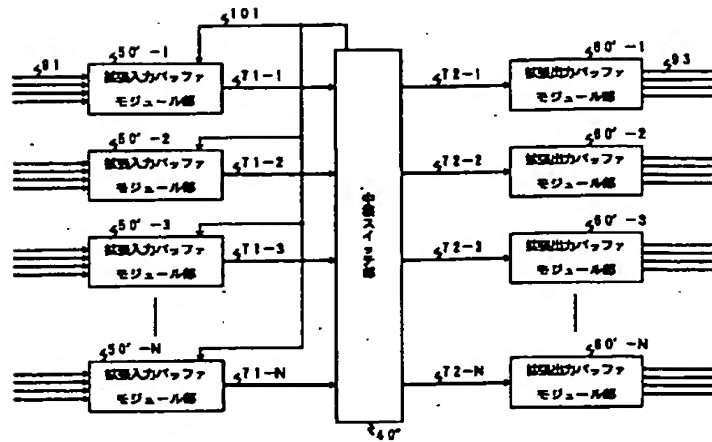 101
91
50'-1
拡張入力バッファ
モジュール部
71-1
72-1
60'-1
拡張出力バッファ
モジュール部
93
50'-2
拡張入力バッファ
モジュール部
71-2
72-2
60'-2
拡張出力バッファ
モジュール部
50'-3
拡張入力バッファ
モジュール部
71-3
72-3
60'-3
拡張出力バッファ
モジュール部
50'-N
拡張入力バッファ
モジュール部
71-N
72-N
60'-N
拡張出力バッファ
モジュール部
40"